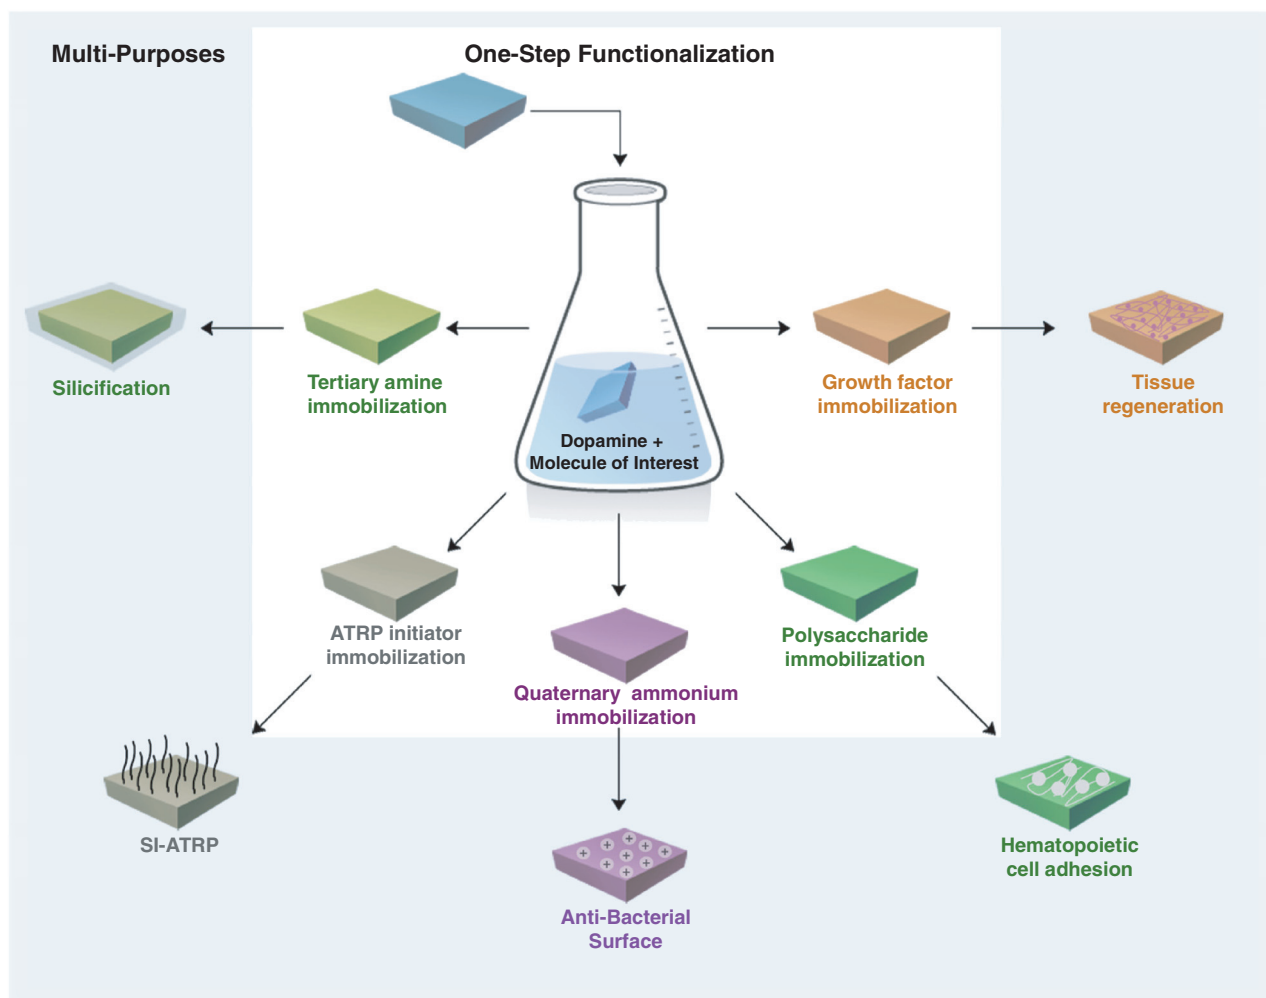 Multi-Purposes
One-Step Functionalization
Silicification
Tertiary amine
immobilization
Dopamine +
Molecule of Interest
Growth factor
immobilization
Tissue
regeneration
ATRP initiator
immobilization
Quaternary ammonium
immobilization
Polysaccharide
immobilization
SI-ATRP
Anti-Bacterial
Surface
Hematopoietic
cell adhesion